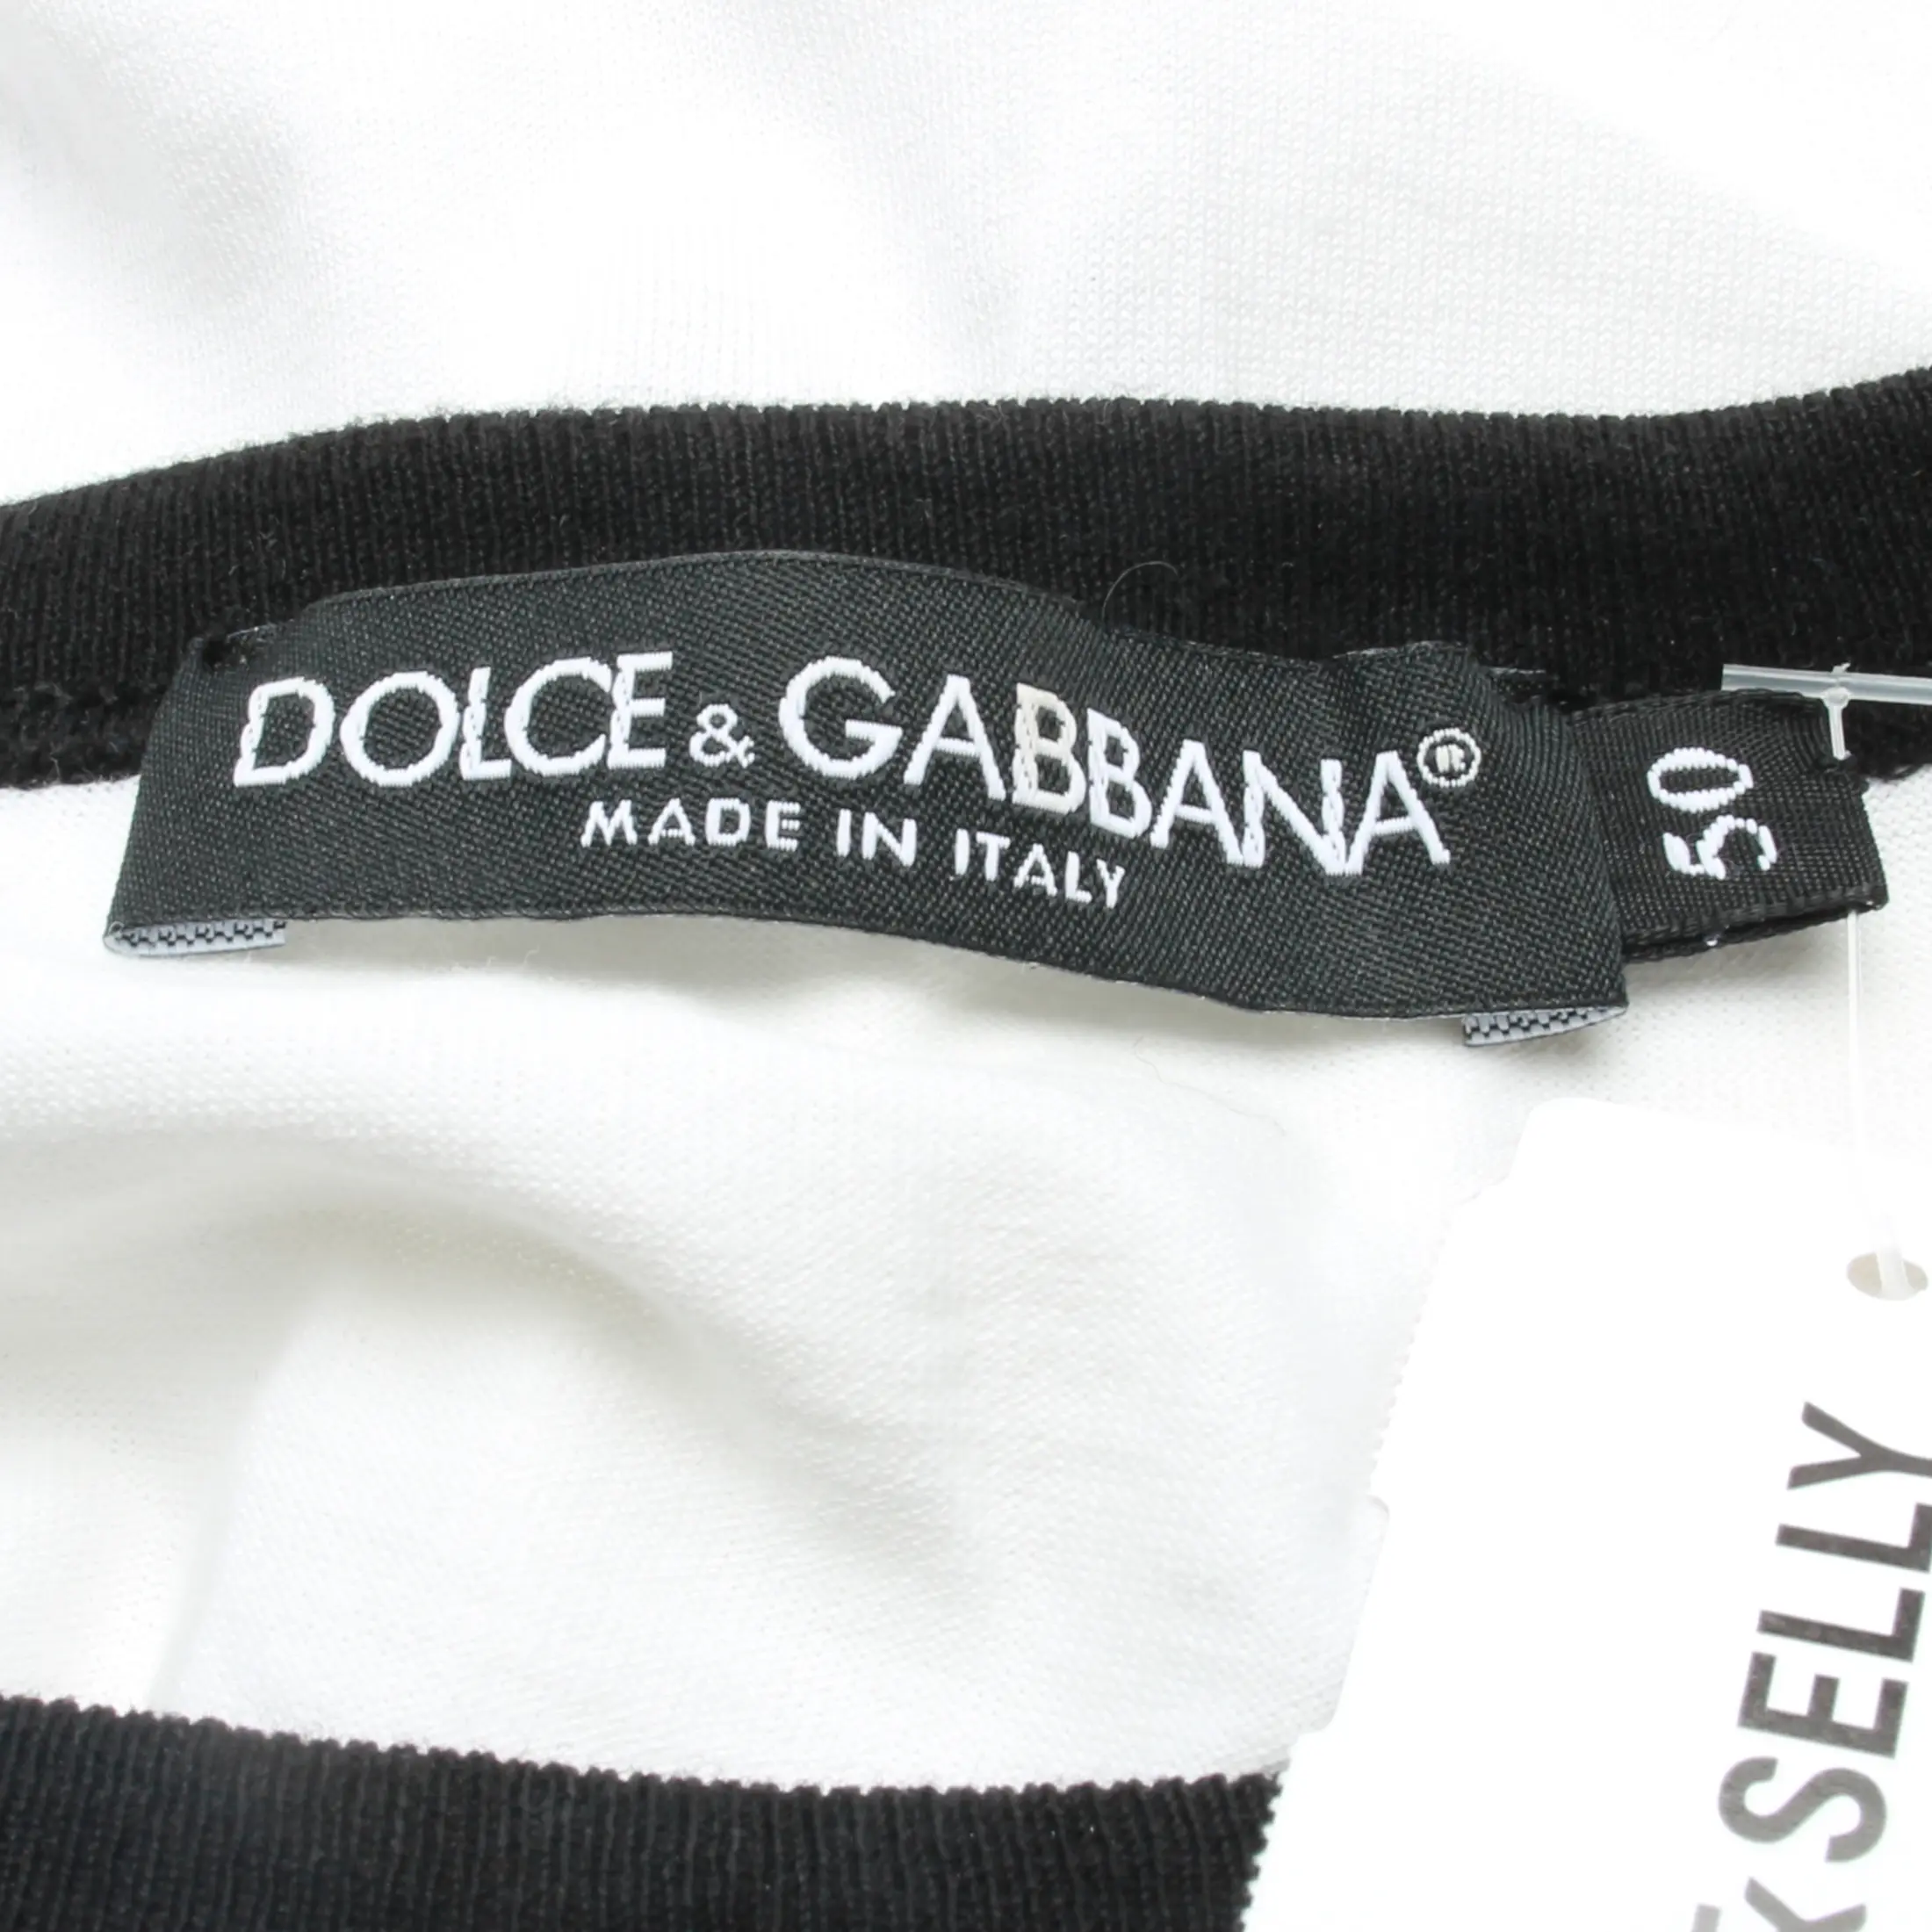 DOLCE & GABBANA®
MADE IN ITALY
50
KSELLY